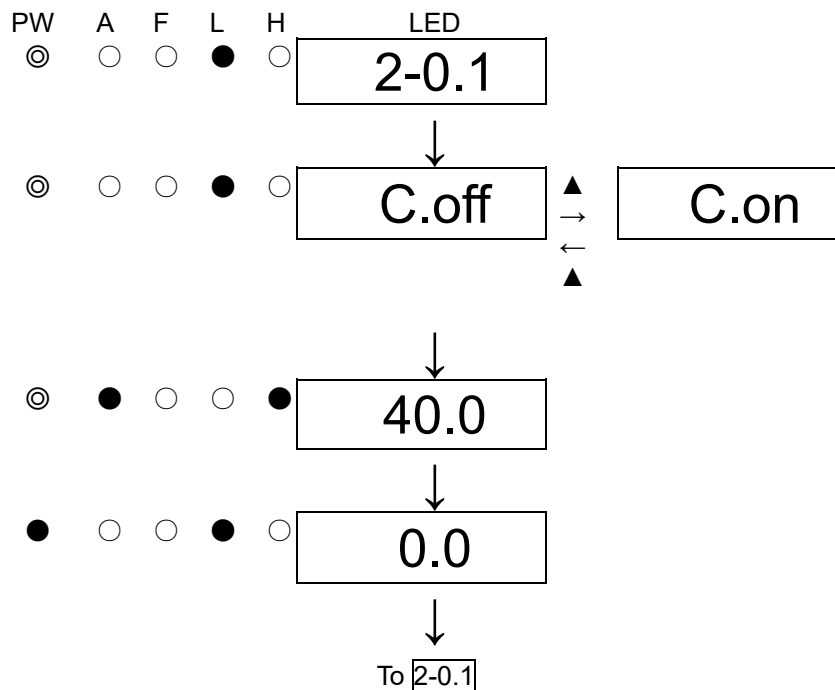 PW A F L H LED
◎ ○ ○ ● ○ 2-0.1
↓
◎ ○ ○ ● ○ C.off ▲ C.on
→
←
▲
↓
◎ ● ○ ○ ● 40.0
↓
● ○ ○ ● ○ 0.0
↓
To 2-0.1